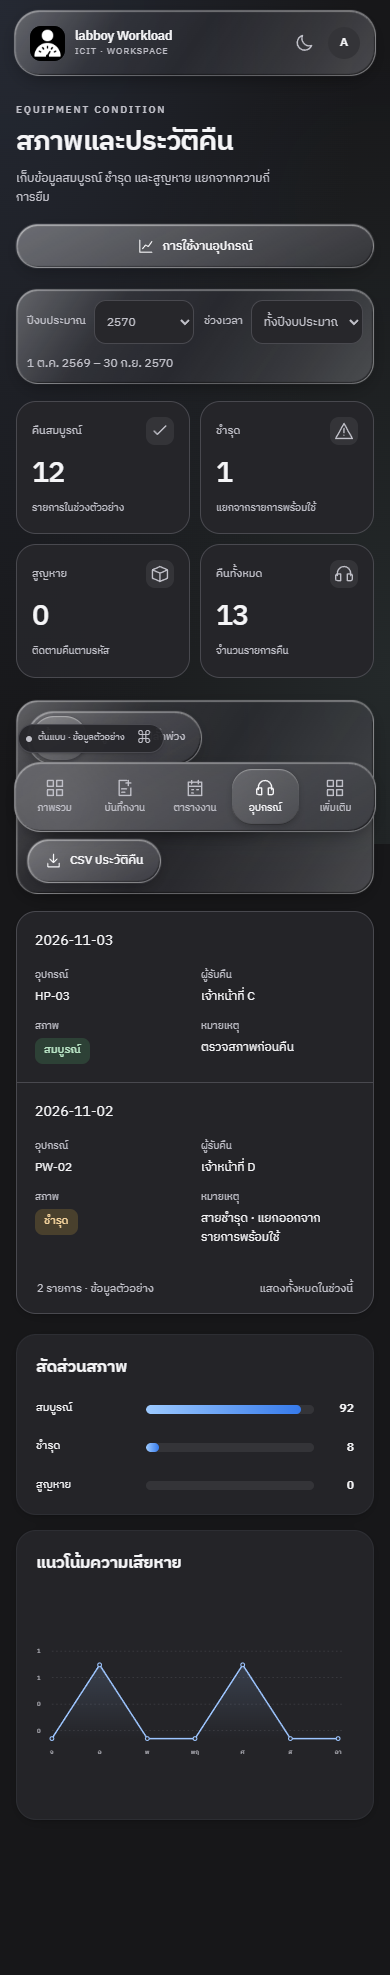 labboy Workload
ICIT · WORKSPACE
A
EQUIPMENT CONDITION
สภาพและประวัติคืน
เก็บข้อมูลสมบูรณ์ ชำรุด และสูญหาย แยกจากความถี่
การยืม
การใช้งานอุปกรณ์
ปีงบประมาณ 2570 ช่วงเวลา ทั้งปีงบประมาณ
1 ต.ค. 2569 – 30 ก.ย. 2570
คืนสมบูรณ์
12
รายการในช่วงตัวอย่าง
ชำรุด
1
แยกจากรายการพร้อมใช้
สูญหาย
0
ติดตามคืนตามรหัส
คืนทั้งหมด
13
จำนวนรายการคืน
ต้นแบบ · ข้อมูลตัวอย่าง ⌘
ภาพรวม บันทึกงาน ตารางงาน อุปกรณ์ เพิ่มเติม
CSV ประวัติคืน
2026-11-03
อุปกรณ์ ผู้รับคืน
HP-03 เจ้าหน้าที่ C
สภาพ หมายเหตุ
สมบูรณ์ ตรวจสภาพก่อนคืน
2026-11-02
อุปกรณ์ ผู้รับคืน
PW-02 เจ้าหน้าที่ D
สภาพ หมายเหตุ
ชำรุด สายชำรุด · แยกออกจาก
รายการพร้อมใช้
2 รายการ · ข้อมูลตัวอย่าง แสดงทั้งหมดในช่วงนี้
สัดส่วนสภาพ
สมบูรณ์ 92
ชำรุด 8
สูญหาย 0
แนวโน้มความเสียหาย
1
1
0
0
จ อ พ พฤ ศ ส อา